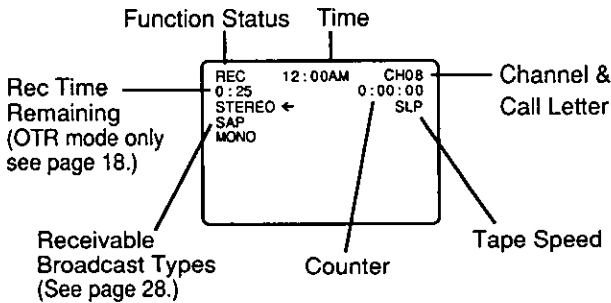 Function Status Time
REC 12:00AM CH08
0:25 0:00:00
STEREO ← SLP
SAP
MONO
Channel &
Call Letter
Rec Time
Remaining
(OTR mode only
see page 18.)
Receivable
Broadcast Types
(See page 28.)
Counter
Tape Speed